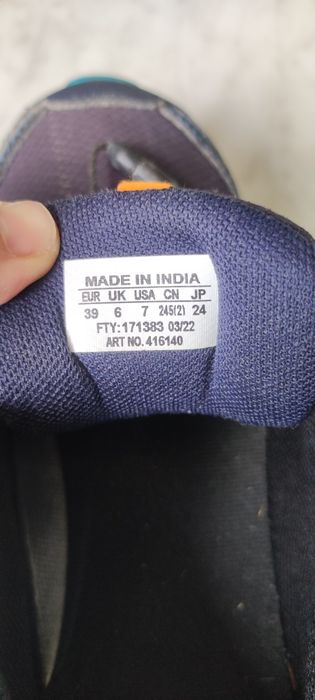 MADE IN INDIA
EUR UK USA CN JP
39 6 7 245(2) 24
FTY:171383 03/22
ART NO. 416140